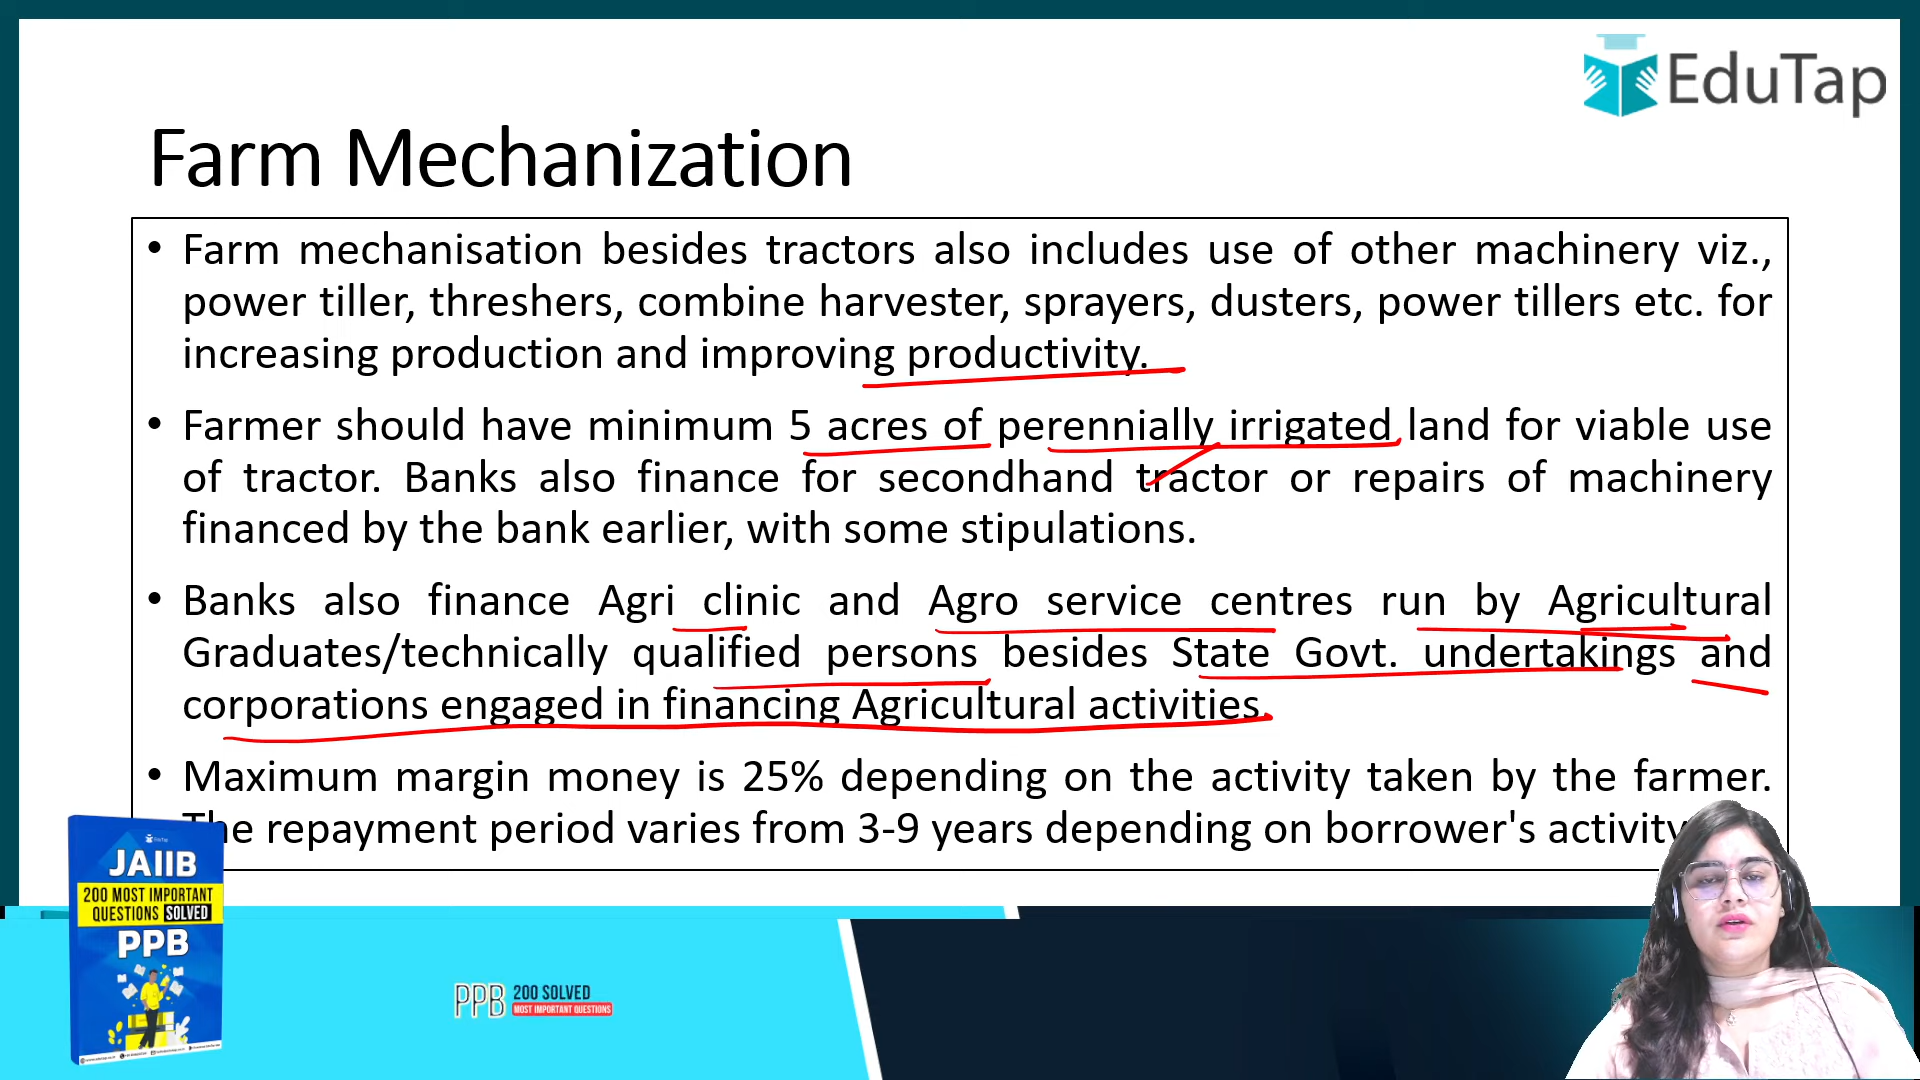 EduTap
Farm Mechanization
• Farm mechanisation besides tractors also includes use of other machinery viz.,
power tiller, threshers, combine harvester, sprayers, dusters, power tillers etc. for
increasing production and improving productivity.
• Farmer should have minimum 5 acres of perennially irrigated land for viable use
of tractor. Banks also finance for secondhand tractor or repairs of machinery
financed by the bank earlier, with some stipulations.
• Banks also finance Agri clinic and Agro service centres run by Agricultural
Graduates/technically qualified persons besides State Govt. undertakings and
corporations engaged in financing Agricultural activities.
• Maximum margin money is 25% depending on the activity taken by the farmer.
The repayment period varies from 3-9 years depending on borrower's activity
JAIIB
200 MOST IMPORTANT
QUESTIONS SOLVED
PPB
PPB 200 SOLVED
MOST IMPORTANT QUESTIONS